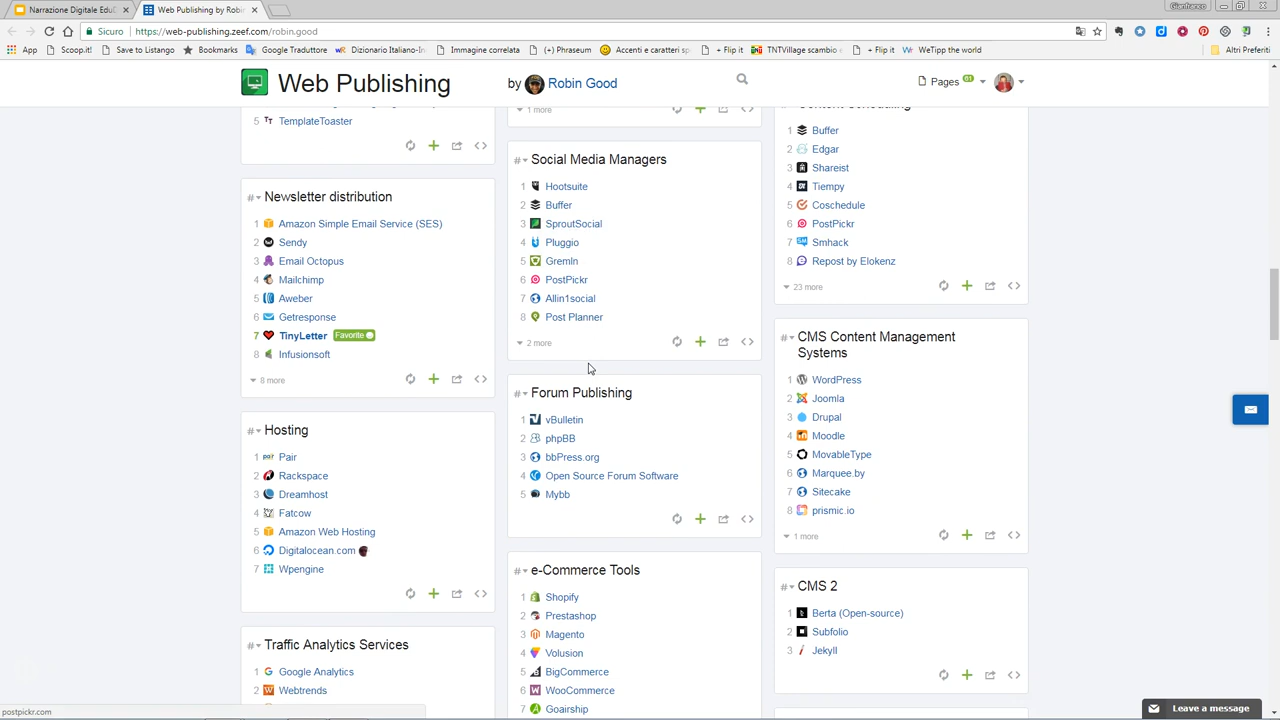 Narrazione Digitale EduD
Web Publishing by Robin
Gianfranco
Sicuro
https://web-publishing.zeef.com/robin.good
App
Scoop.it!
Save to Listango
Bookmarks
Google Traduttore
Dizionario Italiano-In
Immagine correlata
(+) Phraseum
Accenti e caratteri sp
+ Flip it
TNTVillage scambio e
+ Flip it
WeTipp the world
Altri Preferiti
Web Publishing
by Robin Good
Pages
5 TemplateToaster
Newsletter distribution
1 Amazon Simple Email Service (SES)
2 Sendy
3 Email Octopus
4 Mailchimp
5 Aweber
6 Getresponse
7 TinyLetter Favorite
8 Infusionsoft
8 more
Hosting
1 Pair
2 Rackspace
3 Dreamhost
4 Fatcow
5 Amazon Web Hosting
6 Digitalocean.com
7 Wpengine
Traffic Analytics Services
1 Google Analytics
2 Webtrends
1 more
Social Media Managers
1 Hootsuite
2 Buffer
3 SproutSocial
4 Pluggio
5 Gremln
6 PostPickr
7 Allin1social
8 Post Planner
2 more
Forum Publishing
1 vBulletin
2 phpBB
3 bbPress.org
4 Open Source Forum Software
5 Mybb
e-Commerce Tools
1 Shopify
2 Prestashop
3 Magento
4 Volusion
5 BigCommerce
6 WooCommerce
7 Goairship
Content Scheduling
1 Buffer
2 Edgar
3 Shareist
4 Tiempy
5 Coschedule
6 PostPickr
7 Smhack
8 Repost by Elokenz
23 more
CMS Content Management
Systems
1 WordPress
2 Joomla
3 Drupal
4 Moodle
5 MovableType
6 Marquee.by
7 Sitecake
8 prismic.io
1 more
CMS 2
1 Berta (Open-source)
2 Subfolio
3 Jekyll
postpickr.com
Leave a message